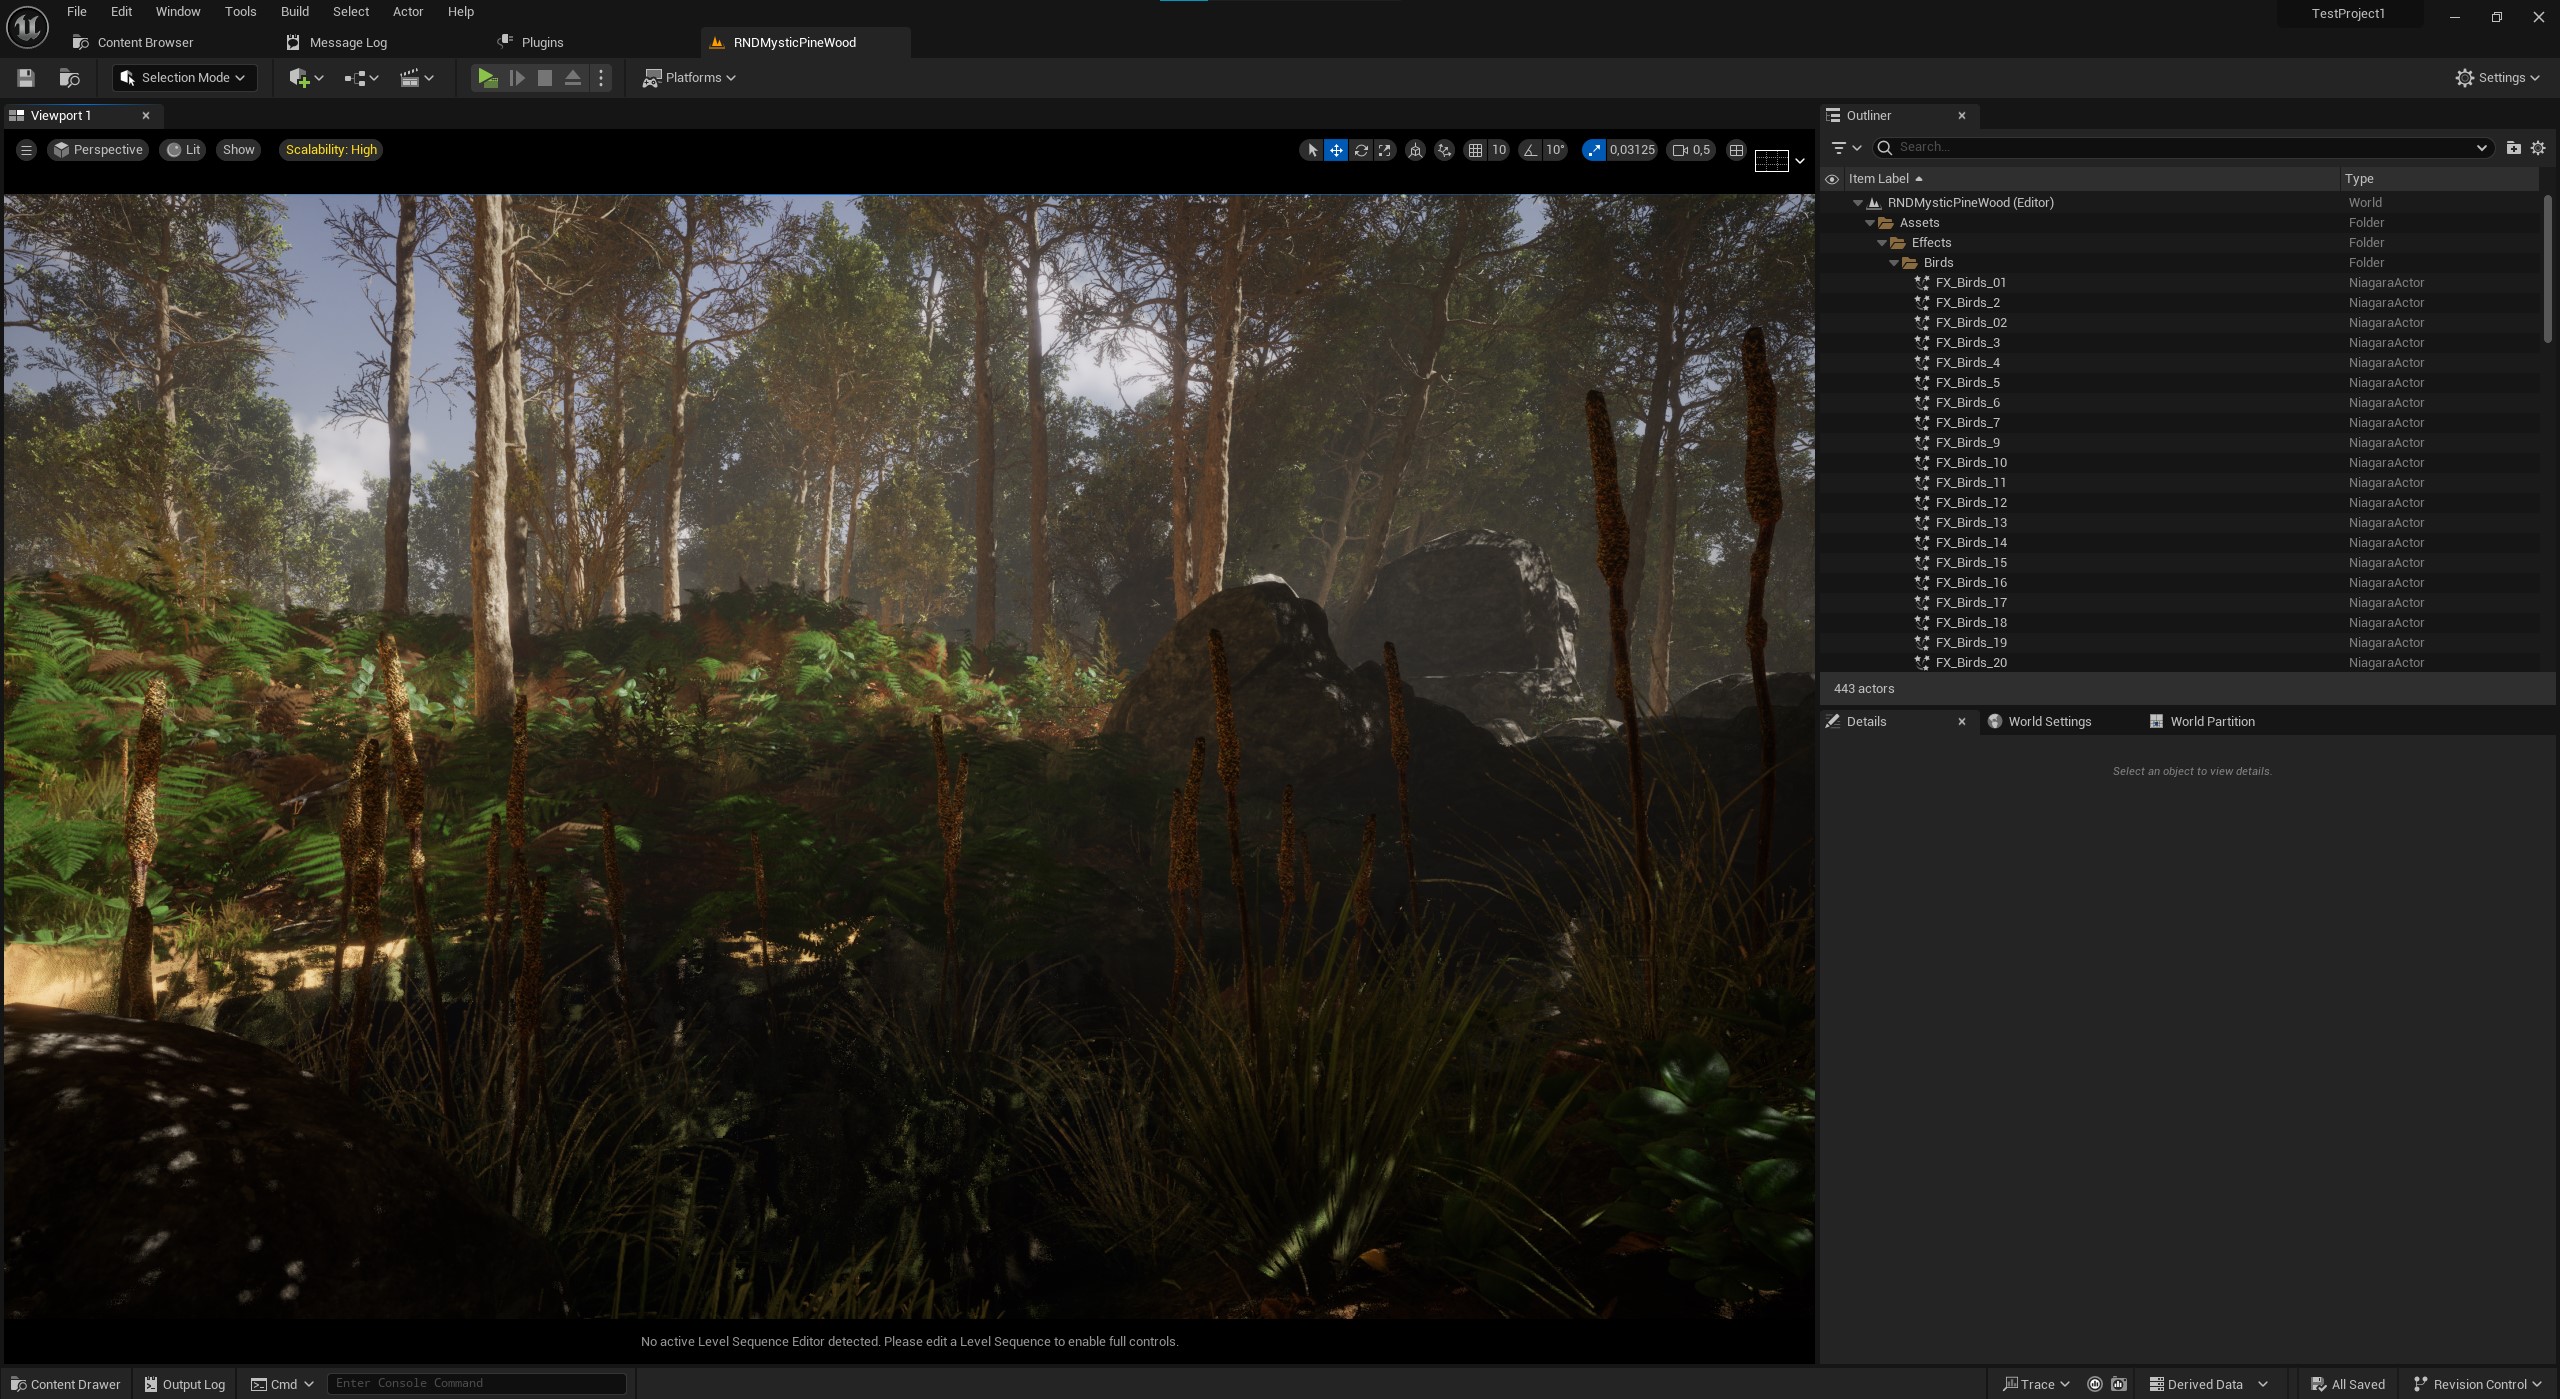 File Edit Window Tools Build Select Actor Help
TestProject1
Content Browser Message Log Plugins RNDMysticPineWood
Selection Mode Platforms Settings
Viewport 1
Perspective Lit Show Scalability: High 10 10° 0,03125 0,5
Outliner
Search...
Item Label Type
RNDMysticPineWood (Editor) World
Assets Folder
Effects Folder
Birds Folder
FX_Birds_01 NiagaraActor
FX_Birds_2 NiagaraActor
FX_Birds_02 NiagaraActor
FX_Birds_3 NiagaraActor
FX_Birds_4 NiagaraActor
FX_Birds_5 NiagaraActor
FX_Birds_6 NiagaraActor
FX_Birds_7 NiagaraActor
FX_Birds_9 NiagaraActor
FX_Birds_10 NiagaraActor
FX_Birds_11 NiagaraActor
FX_Birds_12 NiagaraActor
FX_Birds_13 NiagaraActor
FX_Birds_14 NiagaraActor
FX_Birds_15 NiagaraActor
FX_Birds_16 NiagaraActor
FX_Birds_17 NiagaraActor
FX_Birds_18 NiagaraActor
FX_Birds_19 NiagaraActor
FX_Birds_20 NiagaraActor
443 actors
Details World Settings World Partition
Select an object to view details.
No active Level Sequence Editor detected. Please edit a Level Sequence to enable full controls.
Content Drawer Output Log Cmd Enter Console Command Trace Derived Data All Saved Revision Control